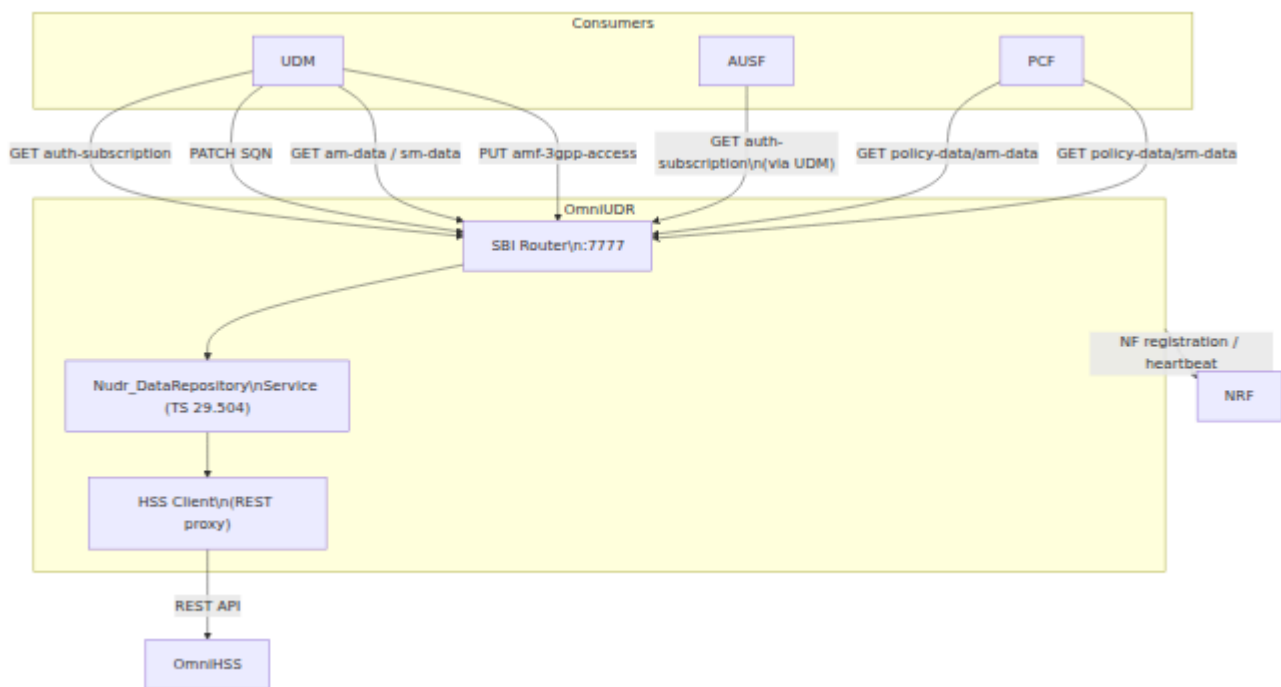 Consumers
UDM
AUSF
PCF
GET auth-subscription
PATCH SQN
GET am-data / sm-data
PUT amf-3gpp-access
GET auth-
subscription\n(via UDM)
GET policy-data/am-data
GET policy-data/sm-data
OmniUDR
SBI Router\n:7777
NF registration /
heartbeat
NRF
Nudr_DataRepository\nService
(TS 29.504)
HSS Client\n(REST
proxy)
REST API
OmniHSS